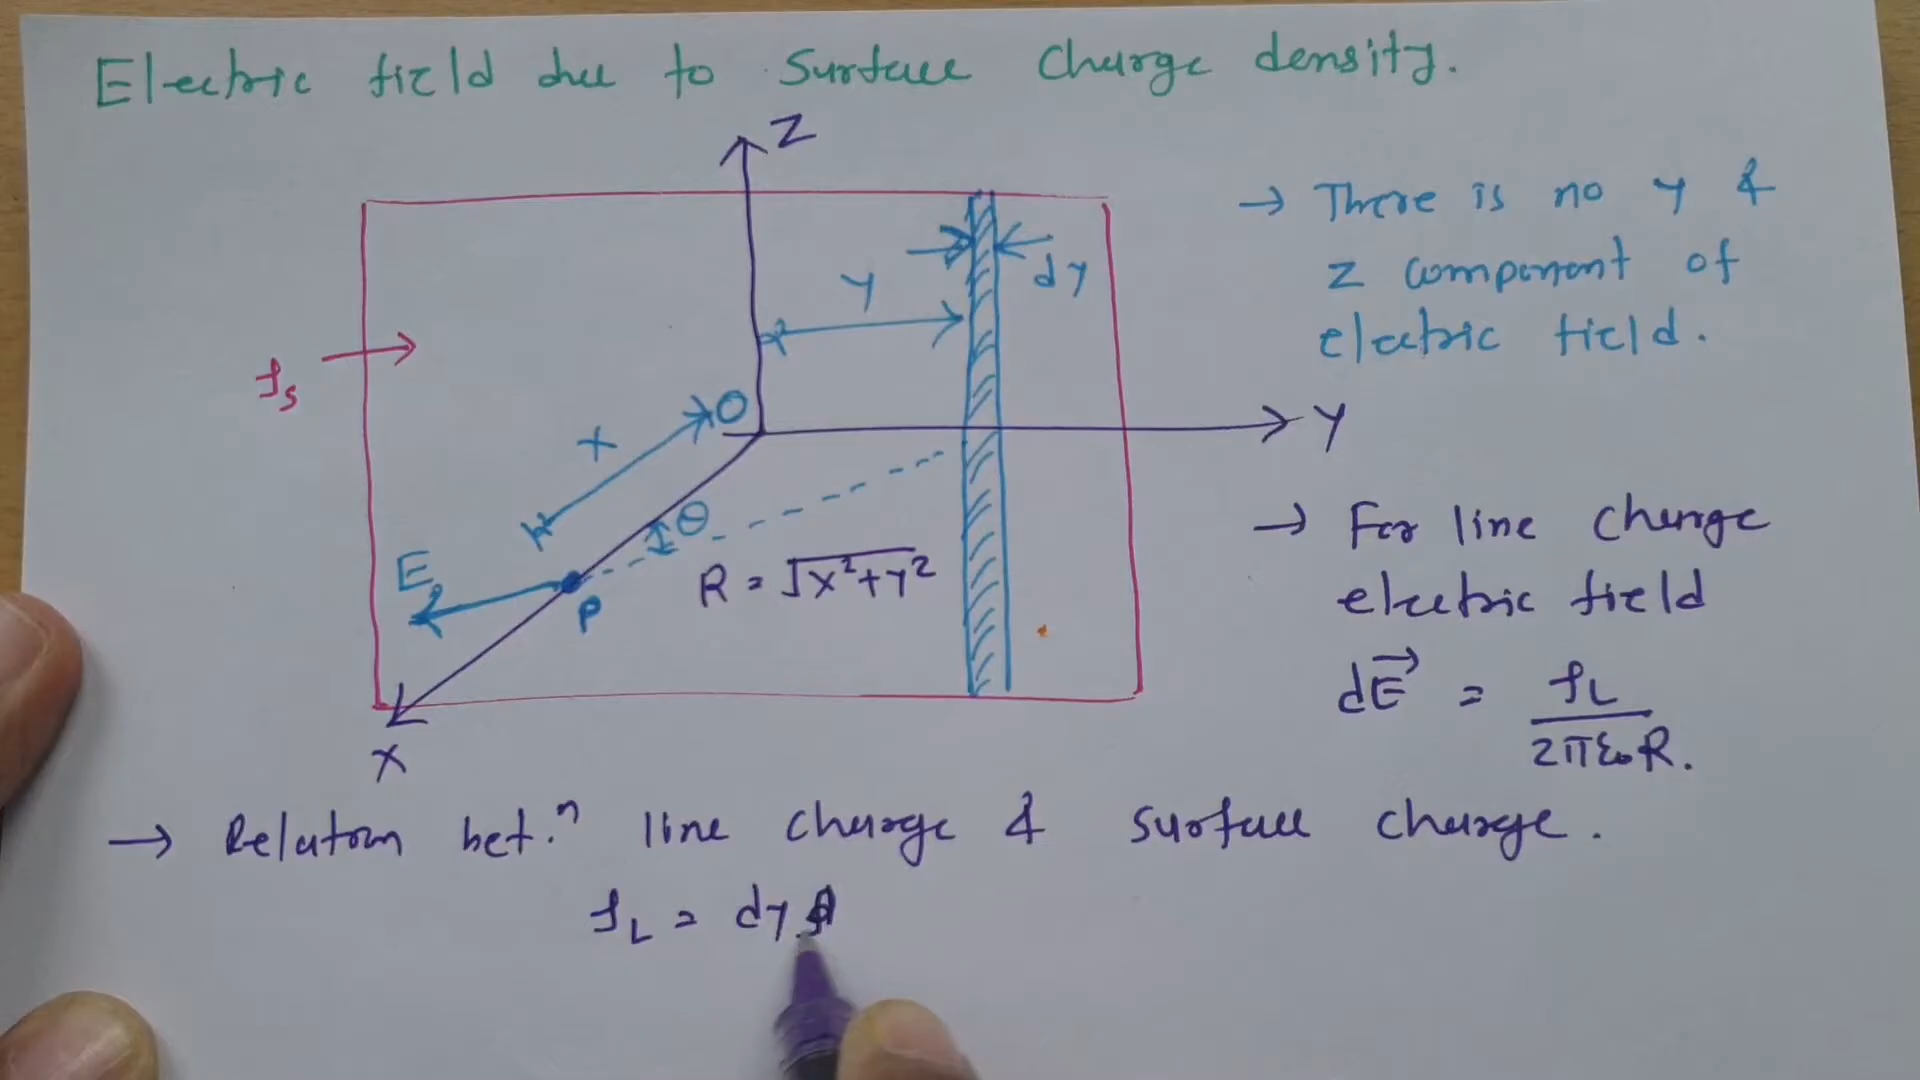 Electric field due to Surface Charge density.
Z
→ There is no y &
z component of
electric field.
dy
y
ρs
O
x
Y
θ
→ For line charge
electric field
E
R = √x²+y²
P
dE⃗ = ρL / 2πε₀R.
X
→ Relation betⁿ line charge & surface charge.
ρL = dy